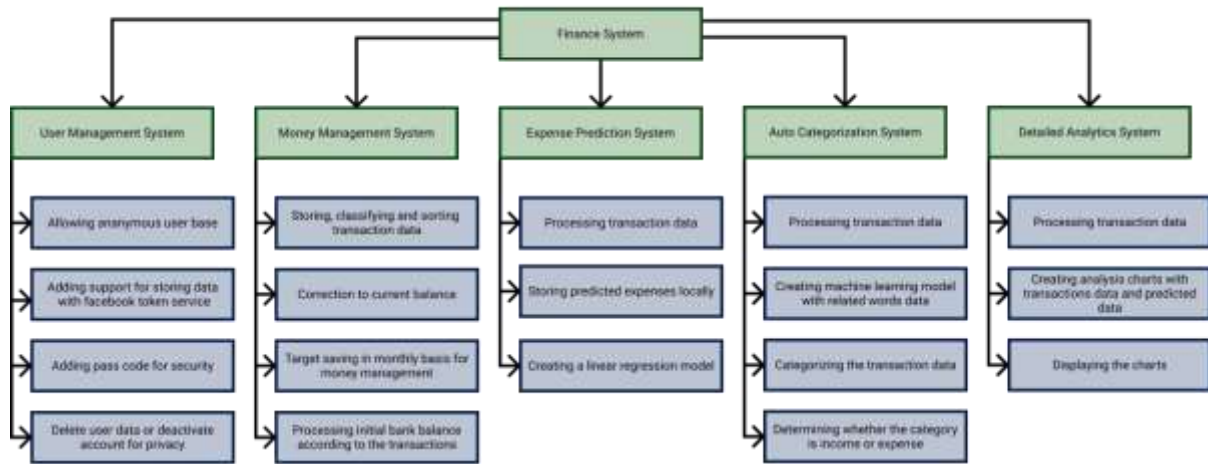 Finance System
User Management System
Money Management System
Expense Prediction System
Auto Categorization System
Detailed Analytics System
Allowing ananymous user base
Storing, classifying and sorting
transaction data
Processing transaction data
Processing transaction data
Processing transaction data
Adding support for storing data
with facebook token service
Correction to current balance
Storing predicted expenses locally
Creating machine learning model
with related words data
Creating analysis charts with
transactions data and predicted
data
Adding pass code for security
Target saving in monthly basis for
money management
Creating a linear regression model
Categorizing the transaction data
Displaying the charts
Delete user data or deactivate
account for privacy.
Processing initial bank balance
according to the transactions
Determining whether the category
is income or expense